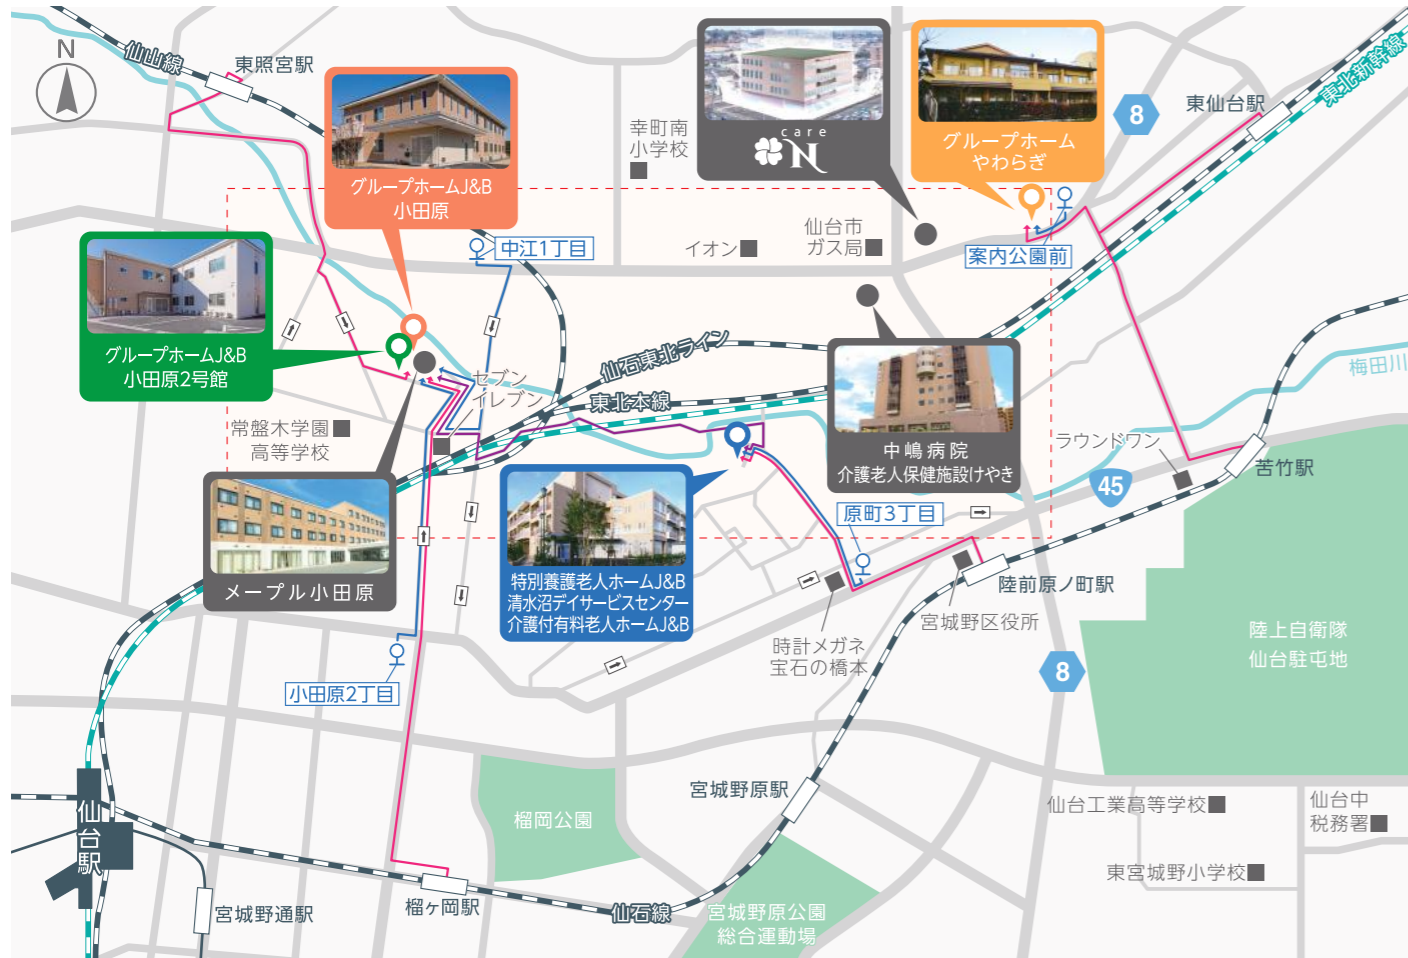 N
仙山線
東照宮駅
グループホームJ&B
小田原
幸町南
小学校
care
N
グループホーム
やわらぎ
8
東仙台駅
東北新幹線
グループホームJ&B
小田原2号館
中江1丁目
イオン
仙台市
ガス局
案内公園前
仙石東北ライン
東北本線
セブン
イレブン
常盤木学園
高等学校
梅田川
中嶋病院
介護老人保健施設けやき
ラウンドワン
苦竹駅
45
メープル小田原
特別養護老人ホームJ&B
清水沼デイサービスセンター
介護付有料老人ホームJ&B
原町3丁目
陸前原ノ町駅
宮城野区役所
時計メガネ
宝石の橋本
8
陸上自衛隊
仙台駐屯地
小田原2丁目
仙台駅
榴岡公園
宮城野原駅
仙台工業高等学校
仙台中
税務署
東宮城野小学校
宮城野通駅
榴ヶ岡駅
仙石線
宮城野原公園
総合運動場